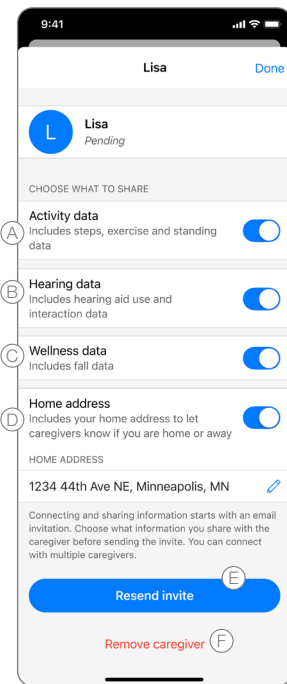 9:41
Lisa
Done
L
Lisa
Pending
CHOOSE WHAT TO SHARE
A
Activity data
Includes steps, exercise and standing
data
B
Hearing data
Includes hearing aid use and
interaction data
C
Wellness data
Includes fall data
D
Home address
Includes your home address to let
caregivers know if you are home or away
HOME ADDRESS
1234 44th Ave NE, Minneapolis, MN
Connecting and sharing information starts with an email
invitation. Choose what information you share with the
caregiver before sending the invite. You can connect
with multiple caregivers.
E
Resend invite
Remove caregiver F